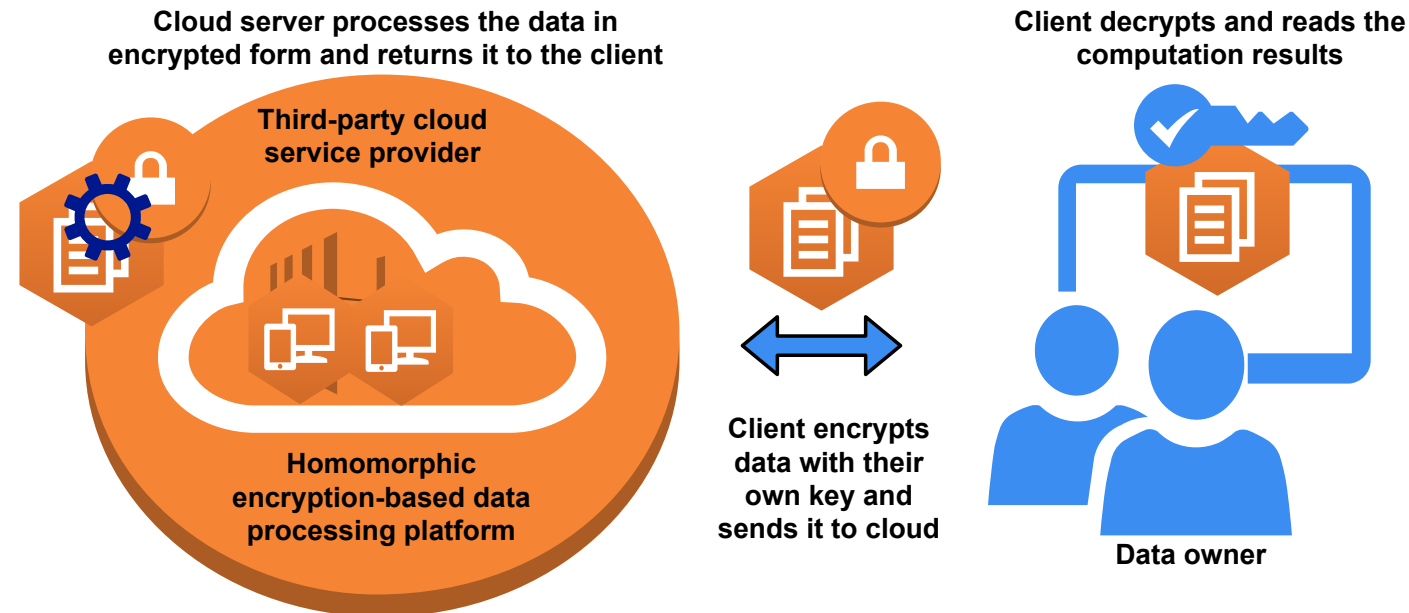 Cloud server processes the data in
encrypted form and returns it to the client
Third-party cloud
service provider
Homomorphic
encryption-based data
processing platform
Client encrypts
data with their
own key and
sends it to cloud
Client decrypts and reads the
computation results
Data owner